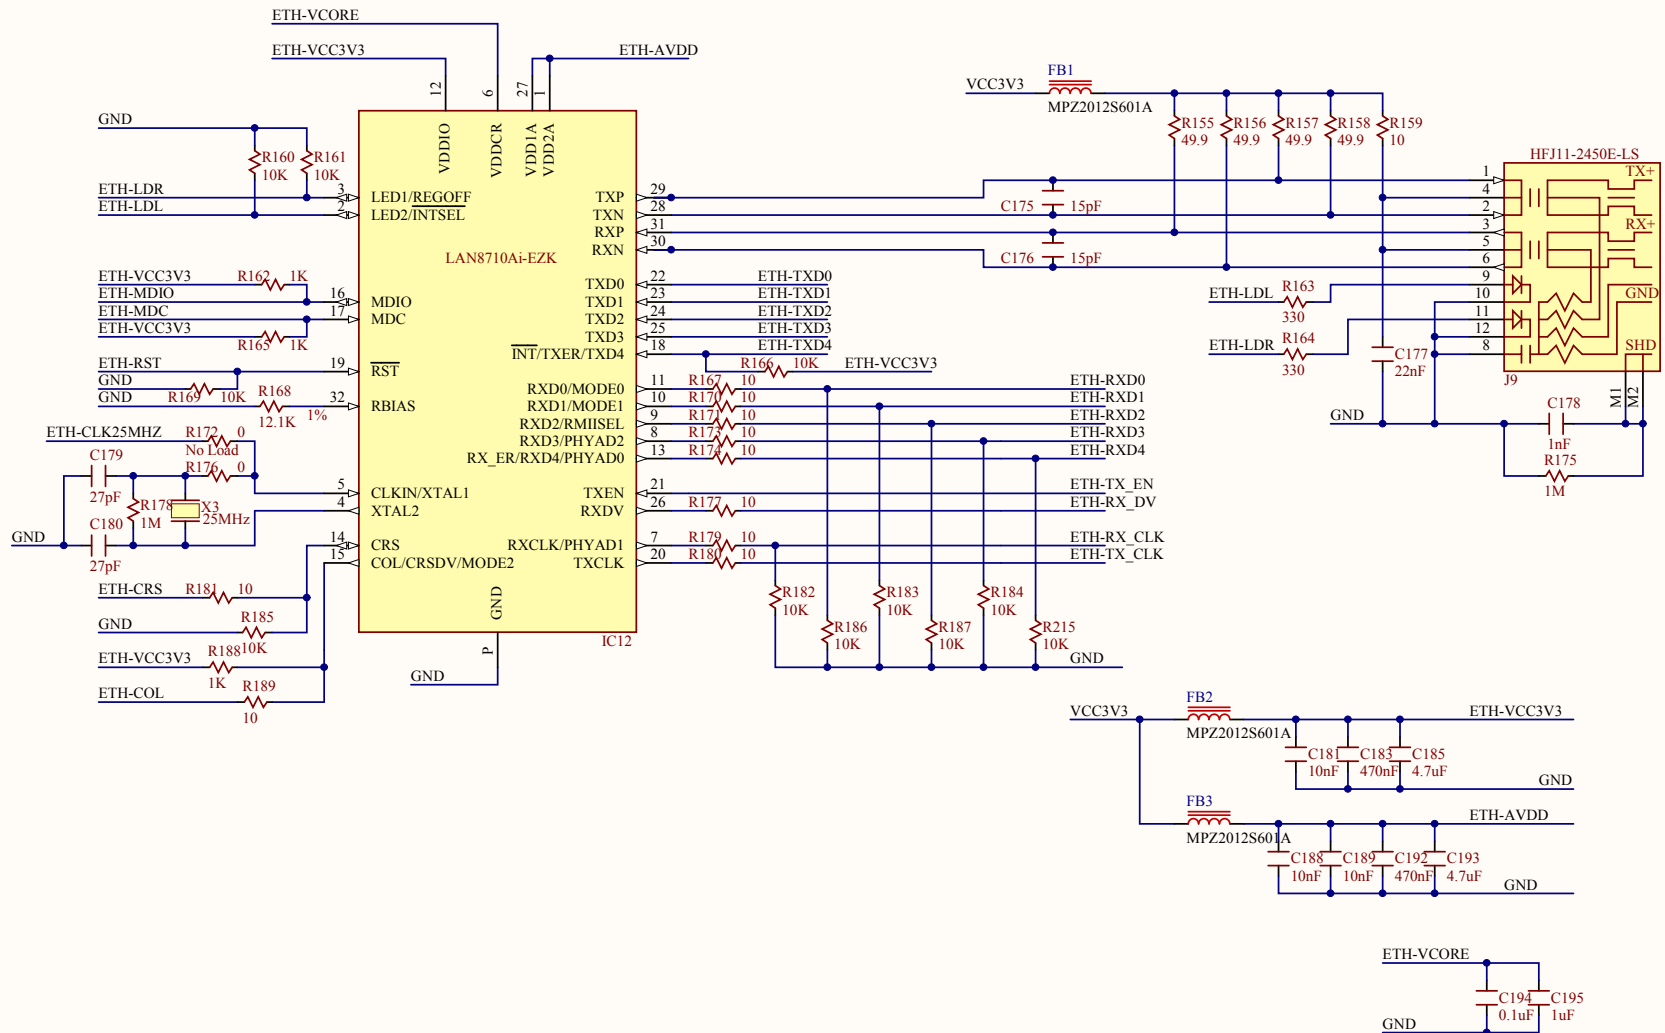 ETH-VCORE
ETH-VCC3V3
ETH-AVDD
12
6
27
1
VDDIO
VDDCR
VDD1A
VDD2A
GND
R160
10K
R161
10K
ETH-LDR
ETH-LDL
3
2
LED1/REGOFF
LED2/INTSEL
LAN8710Ai-EZK
ETH-VCC3V3
R162 1K
ETH-MDIO
ETH-MDC
ETH-VCC3V3
R165 1K
16
17
MDIO
MDC
ETH-RST
GND
R169 10K
GND
R168
12.1K 1%
19
32
RST
RBIAS
ETH-CLK25MHZ
R172 0
No Load
R176 0
C179
27pF
R178
1M
X3
25MHz
C180
27pF
GND
5
4
CLKIN/XTAL1
XTAL2
14
15
CRS
COL/CRSDV/MODE2
ETH-CRS
R181 10
GND
R185
10K
ETH-VCC3V3
R188
1K
ETH-COL
R189
10
GND
P
GND
IC12
TXP 29
TXN 28
RXP 31
RXN 30
TXD0 22 ETH-TXD0
TXD1 23 ETH-TXD1
TXD2 24 ETH-TXD2
TXD3 25 ETH-TXD3
INT/TXER/TXD4 18 ETH-TXD4
R166 10K ETH-VCC3V3
RXD0/MODE0 11 R167 10 ETH-RXD0
RXD1/MODE1 10 R170 10 ETH-RXD1
RXD2/RMIISEL 9 R171 10 ETH-RXD2
RXD3/PHYAD2 8 R173 10 ETH-RXD3
RX_ER/RXD4/PHYAD0 13 R174 10 ETH-RXD4
TXEN 21 ETH-TX_EN
RXDV 26 R177 10 ETH-RX_DV
RXCLK/PHYAD1 7 R179 10 ETH-RX_CLK
TXCLK 20 R180 10 ETH-TX_CLK
R182
10K
R183
10K
R184
10K
R186
10K
R187
10K
R215
10K
GND
VCC3V3
FB1
MPZ2012S601A
R155
49.9
R156
49.9
R157
49.9
R158
49.9
R159
10
C175 15pF
C176 15pF
HFJ11-2450E-LS
1
4
2
3
5
6
9
10
11
12
8
TX+
RX+
GND
SHD
J9
M1
M2
ETH-LDL
R163
330
ETH-LDR
R164
330
C177
22nF
GND
C178
1nF
R175
1M
VCC3V3
FB2
MPZ2012S601A
ETH-VCC3V3
C181
10nF
C183
470nF
C185
4.7uF
GND
FB3
MPZ2012S601A
ETH-AVDD
C188
10nF
C189
10nF
C192
470nF
C193
4.7uF
GND
ETH-VCORE
C194
0.1uF
C195
1uF
GND